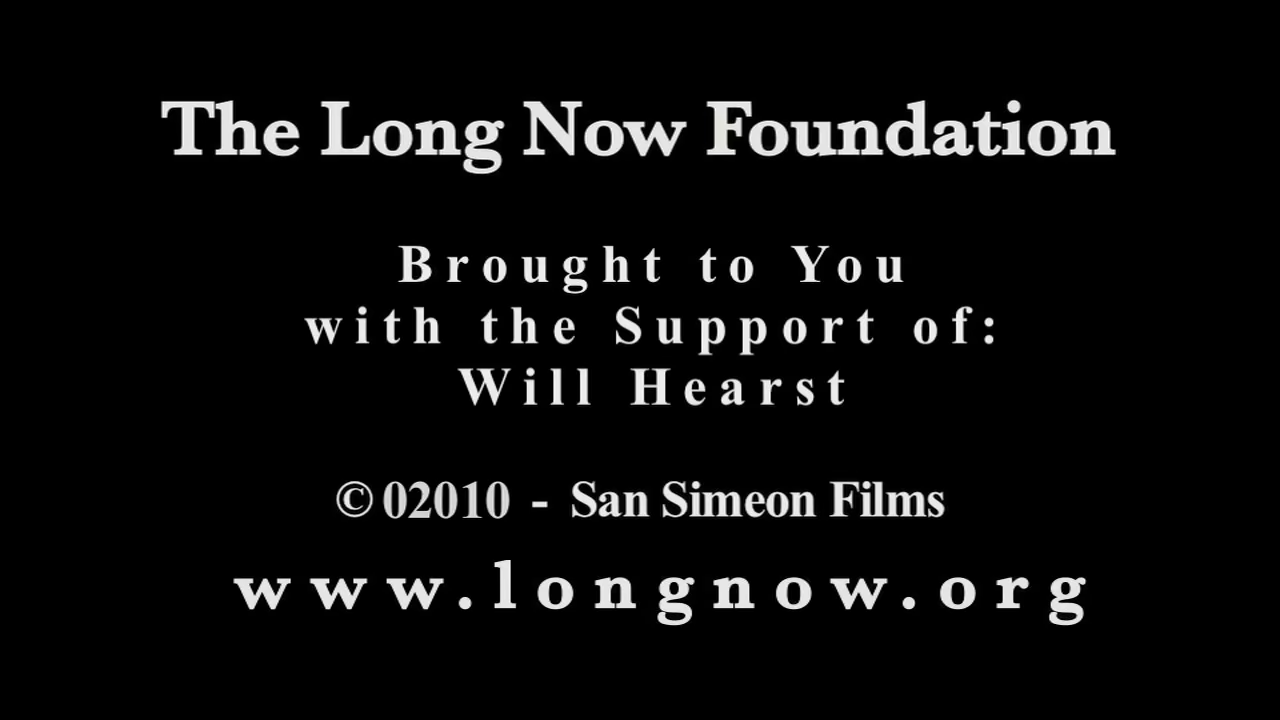 The Long Now Foundation
Brought to You
with the Support of:
Will Hearst
©02010 - San Simeon Films
www.longnow.org